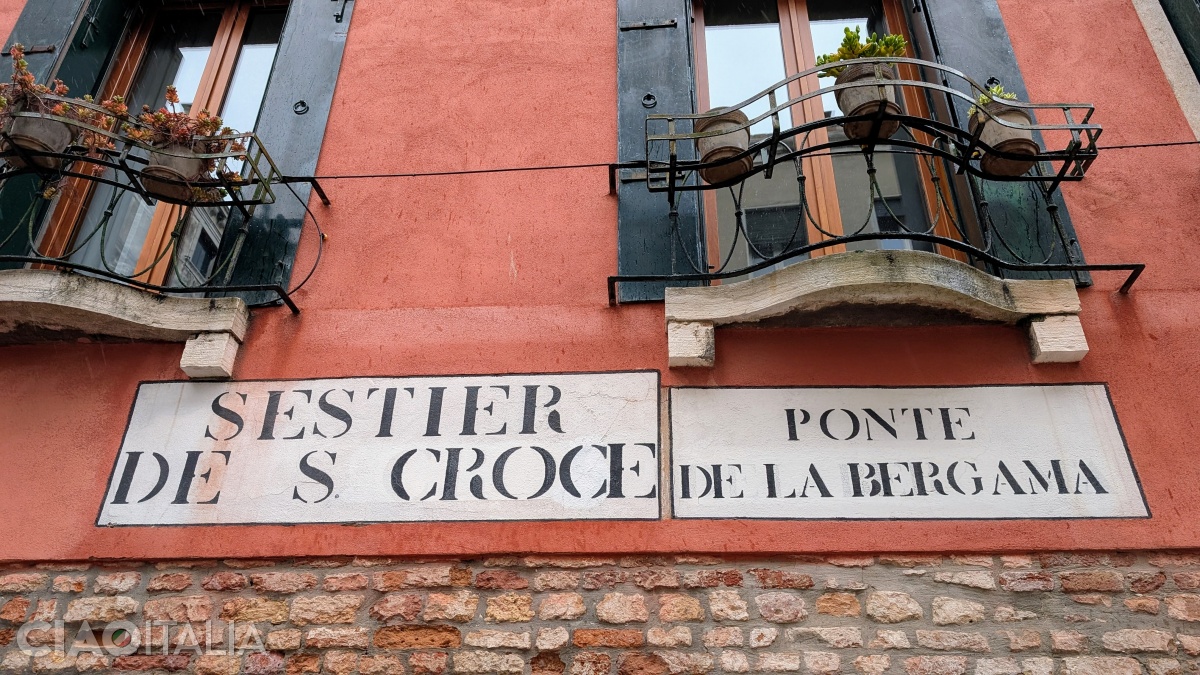 SESTIER
DE S. CROCE
PONTE
DE LA BERGAMA
CIAOITALIA